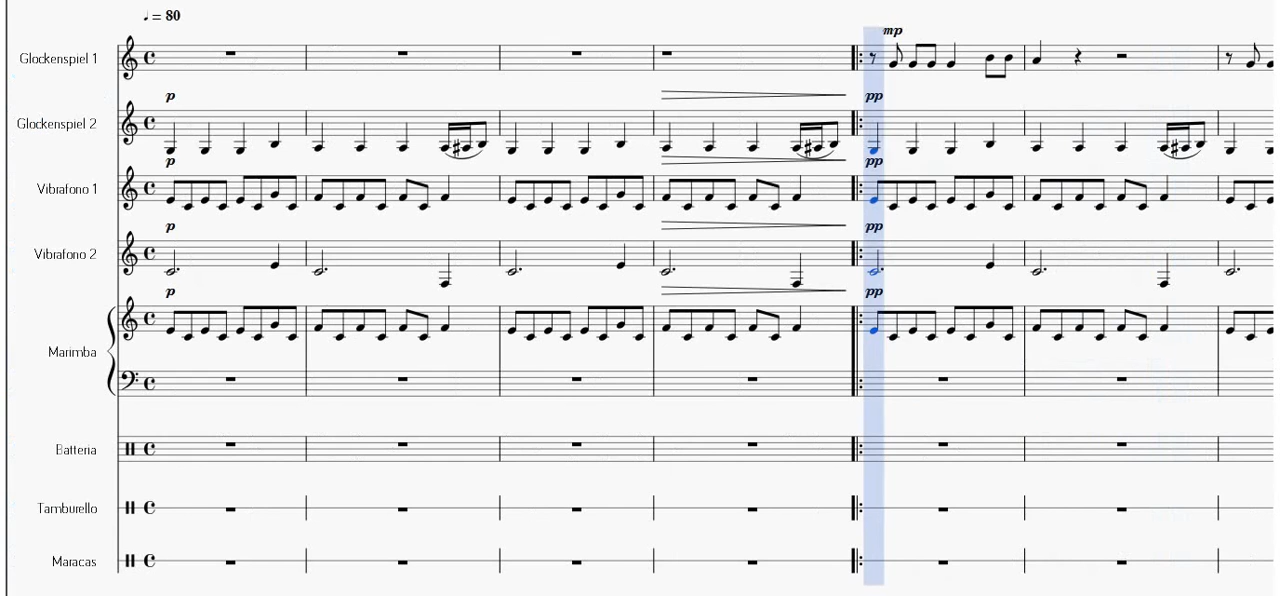 ♩ = 80
mp
Glockenspiel 1
p pp
Glockenspiel 2
p pp
Vibrafono 1
p pp
Vibrafono 2
p pp
Marimba
Batteria
Tamburello
Maracas